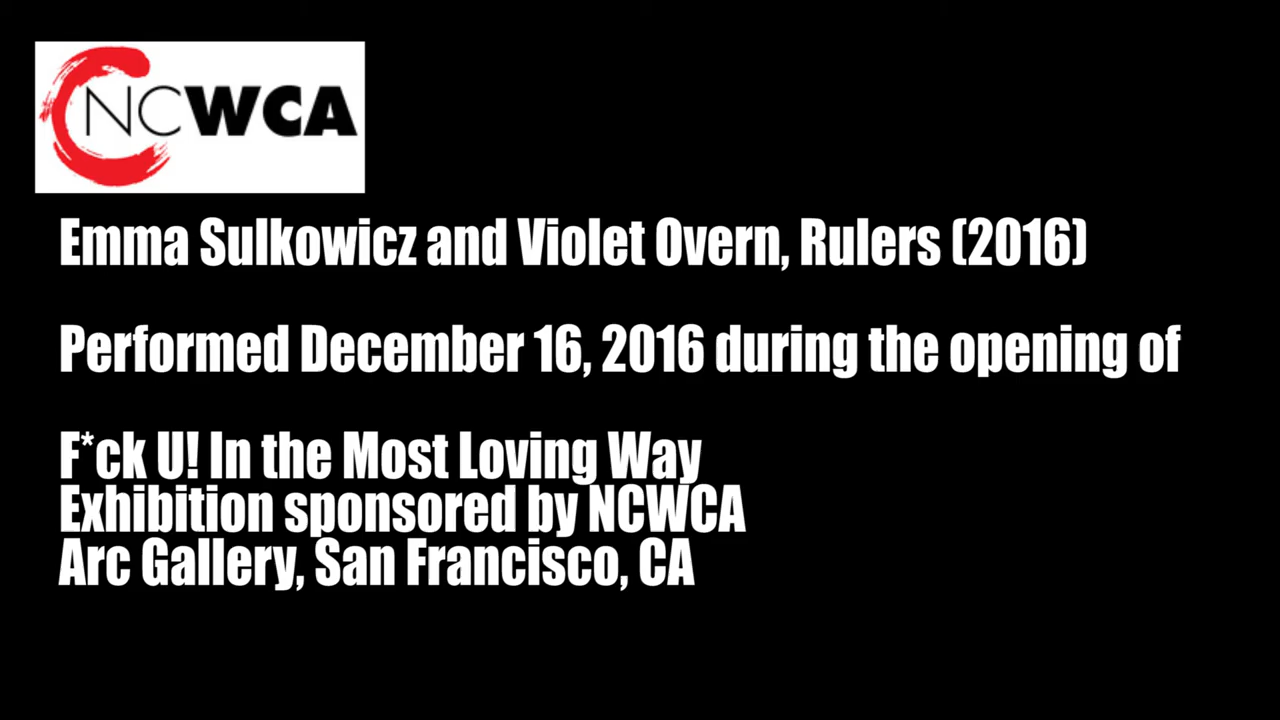 NCWCA
Emma Sulkowicz and Violet Overn, Rulers (2016)
Performed December 16, 2016 during the opening of
F*ck U! In the Most Loving Way
Exhibition sponsored by NCWCA
Arc Gallery, San Francisco, CA